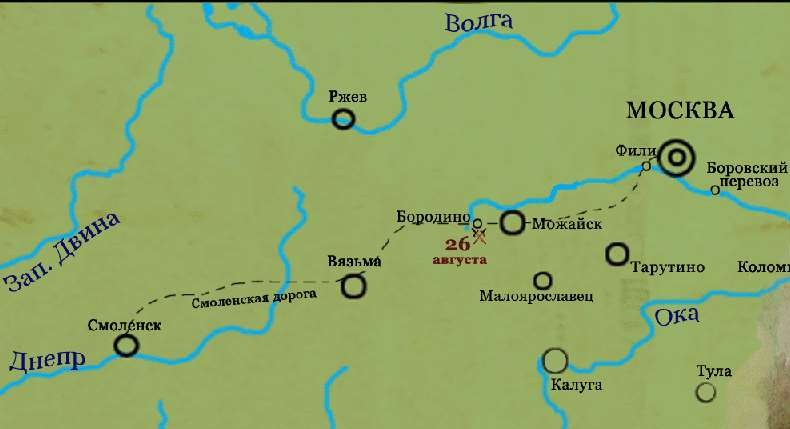 Волга
Ржев
МОСКВА
Фили
Боровский
перевоз
Зап. Двина
Бородино
Можайск
26
августа
Вязьма
Тарутино
Колом
Смоленская дорога
Малоярославец
Смоленск
Ока
Днепр
Калуга
Тула